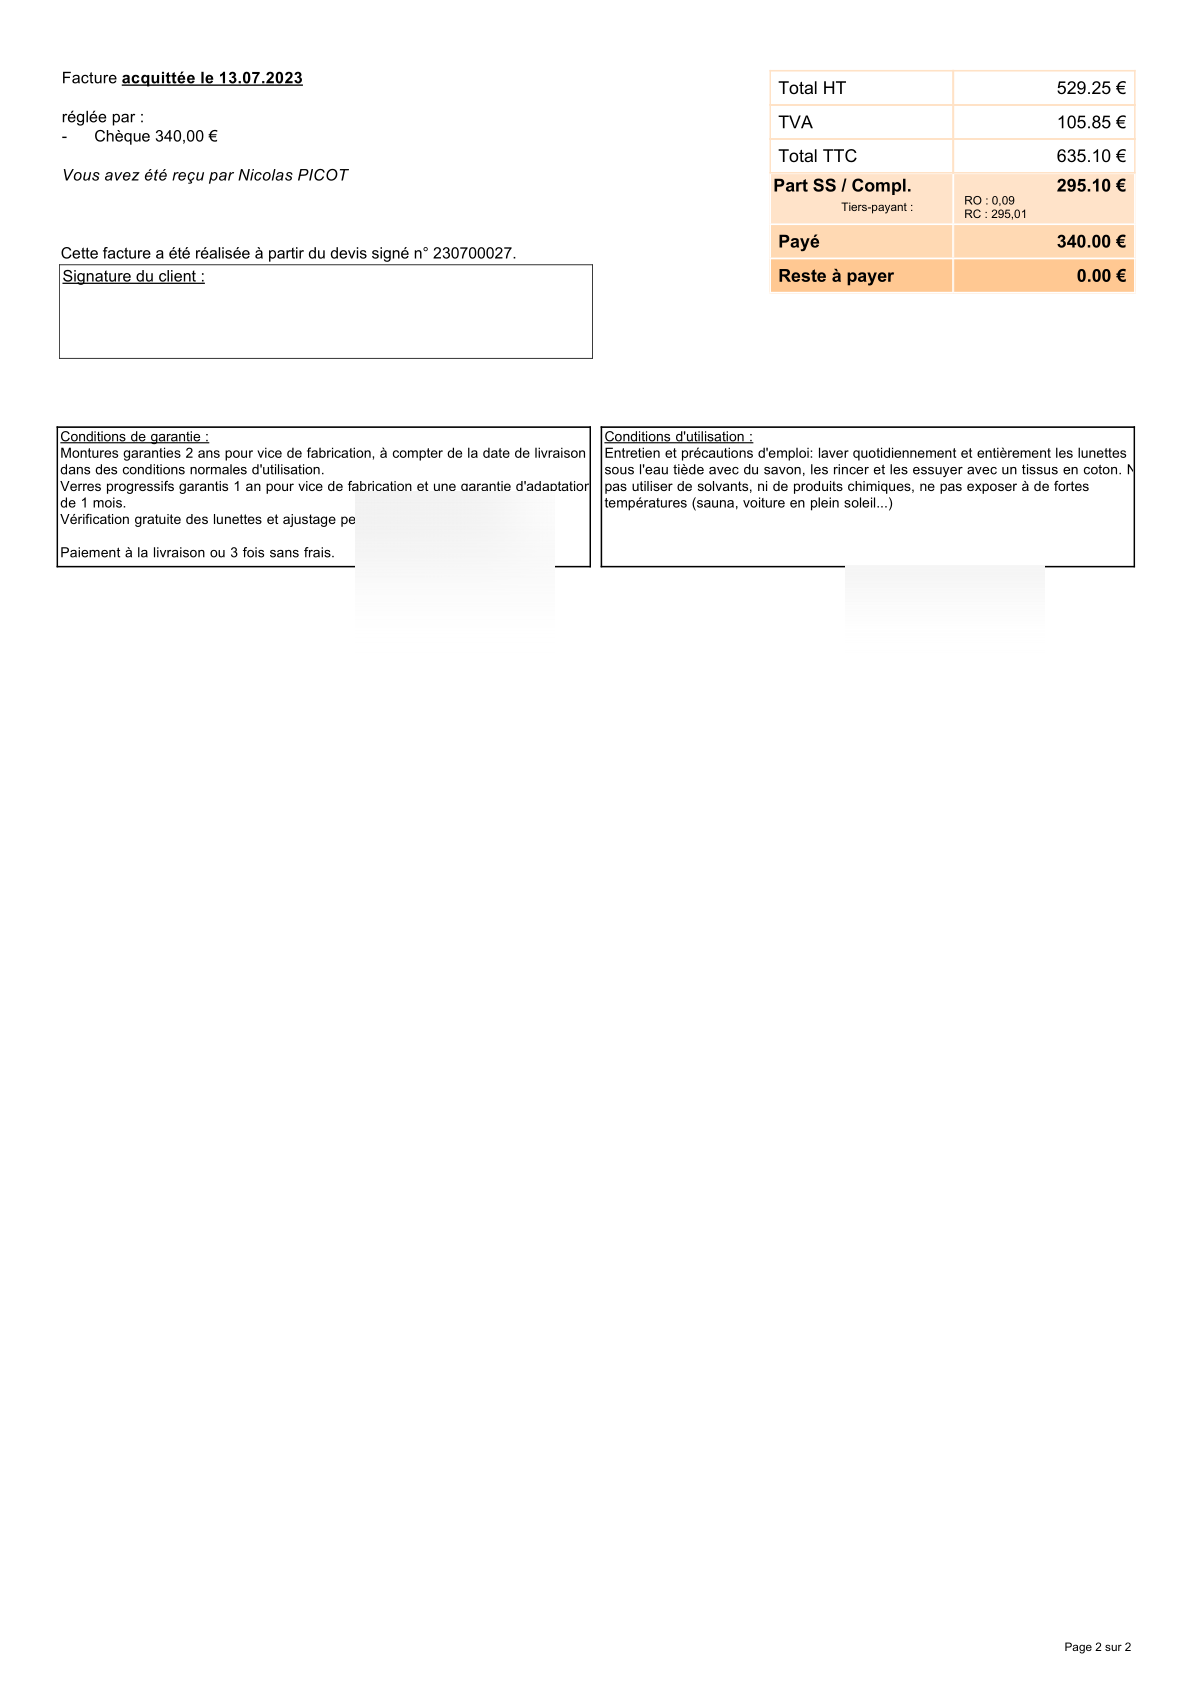 Facture acquittée le 13.07.2023
réglée par :
- Chèque 340,00 €
Vous avez été reçu par Nicolas PICOT
Cette facture a été réalisée à partir du devis signé n° 230700027.
Signature du client :
Total HT 529.25 €
TVA 105.85 €
Total TTC 635.10 €
Part SS / Compl. 295.10 €
Tiers-payant : RO : 0,09
RC : 295,01
Payé 340.00 €
Reste à payer 0.00 €
Conditions de garantie :
Montures garanties 2 ans pour vice de fabrication, à compter de la date de livraison
dans des conditions normales d'utilisation.
Verres progressifs garantis 1 an pour vice de fabrication et une garantie d'adaptation
de 1 mois.
Vérification gratuite des lunettes et ajustage
Paiement à la livraison ou 3 fois sans frais.
Conditions d'utilisation :
Entretien et précautions d'emploi: laver quotidiennement et entièrement les lunettes
sous l'eau tiède avec du savon, les rincer et les essuyer avec un tissus en coton.
pas utiliser de solvants, ni de produits chimiques, ne pas exposer à de fortes
températures (sauna, voiture en plein soleil...)
Page 2 sur 2